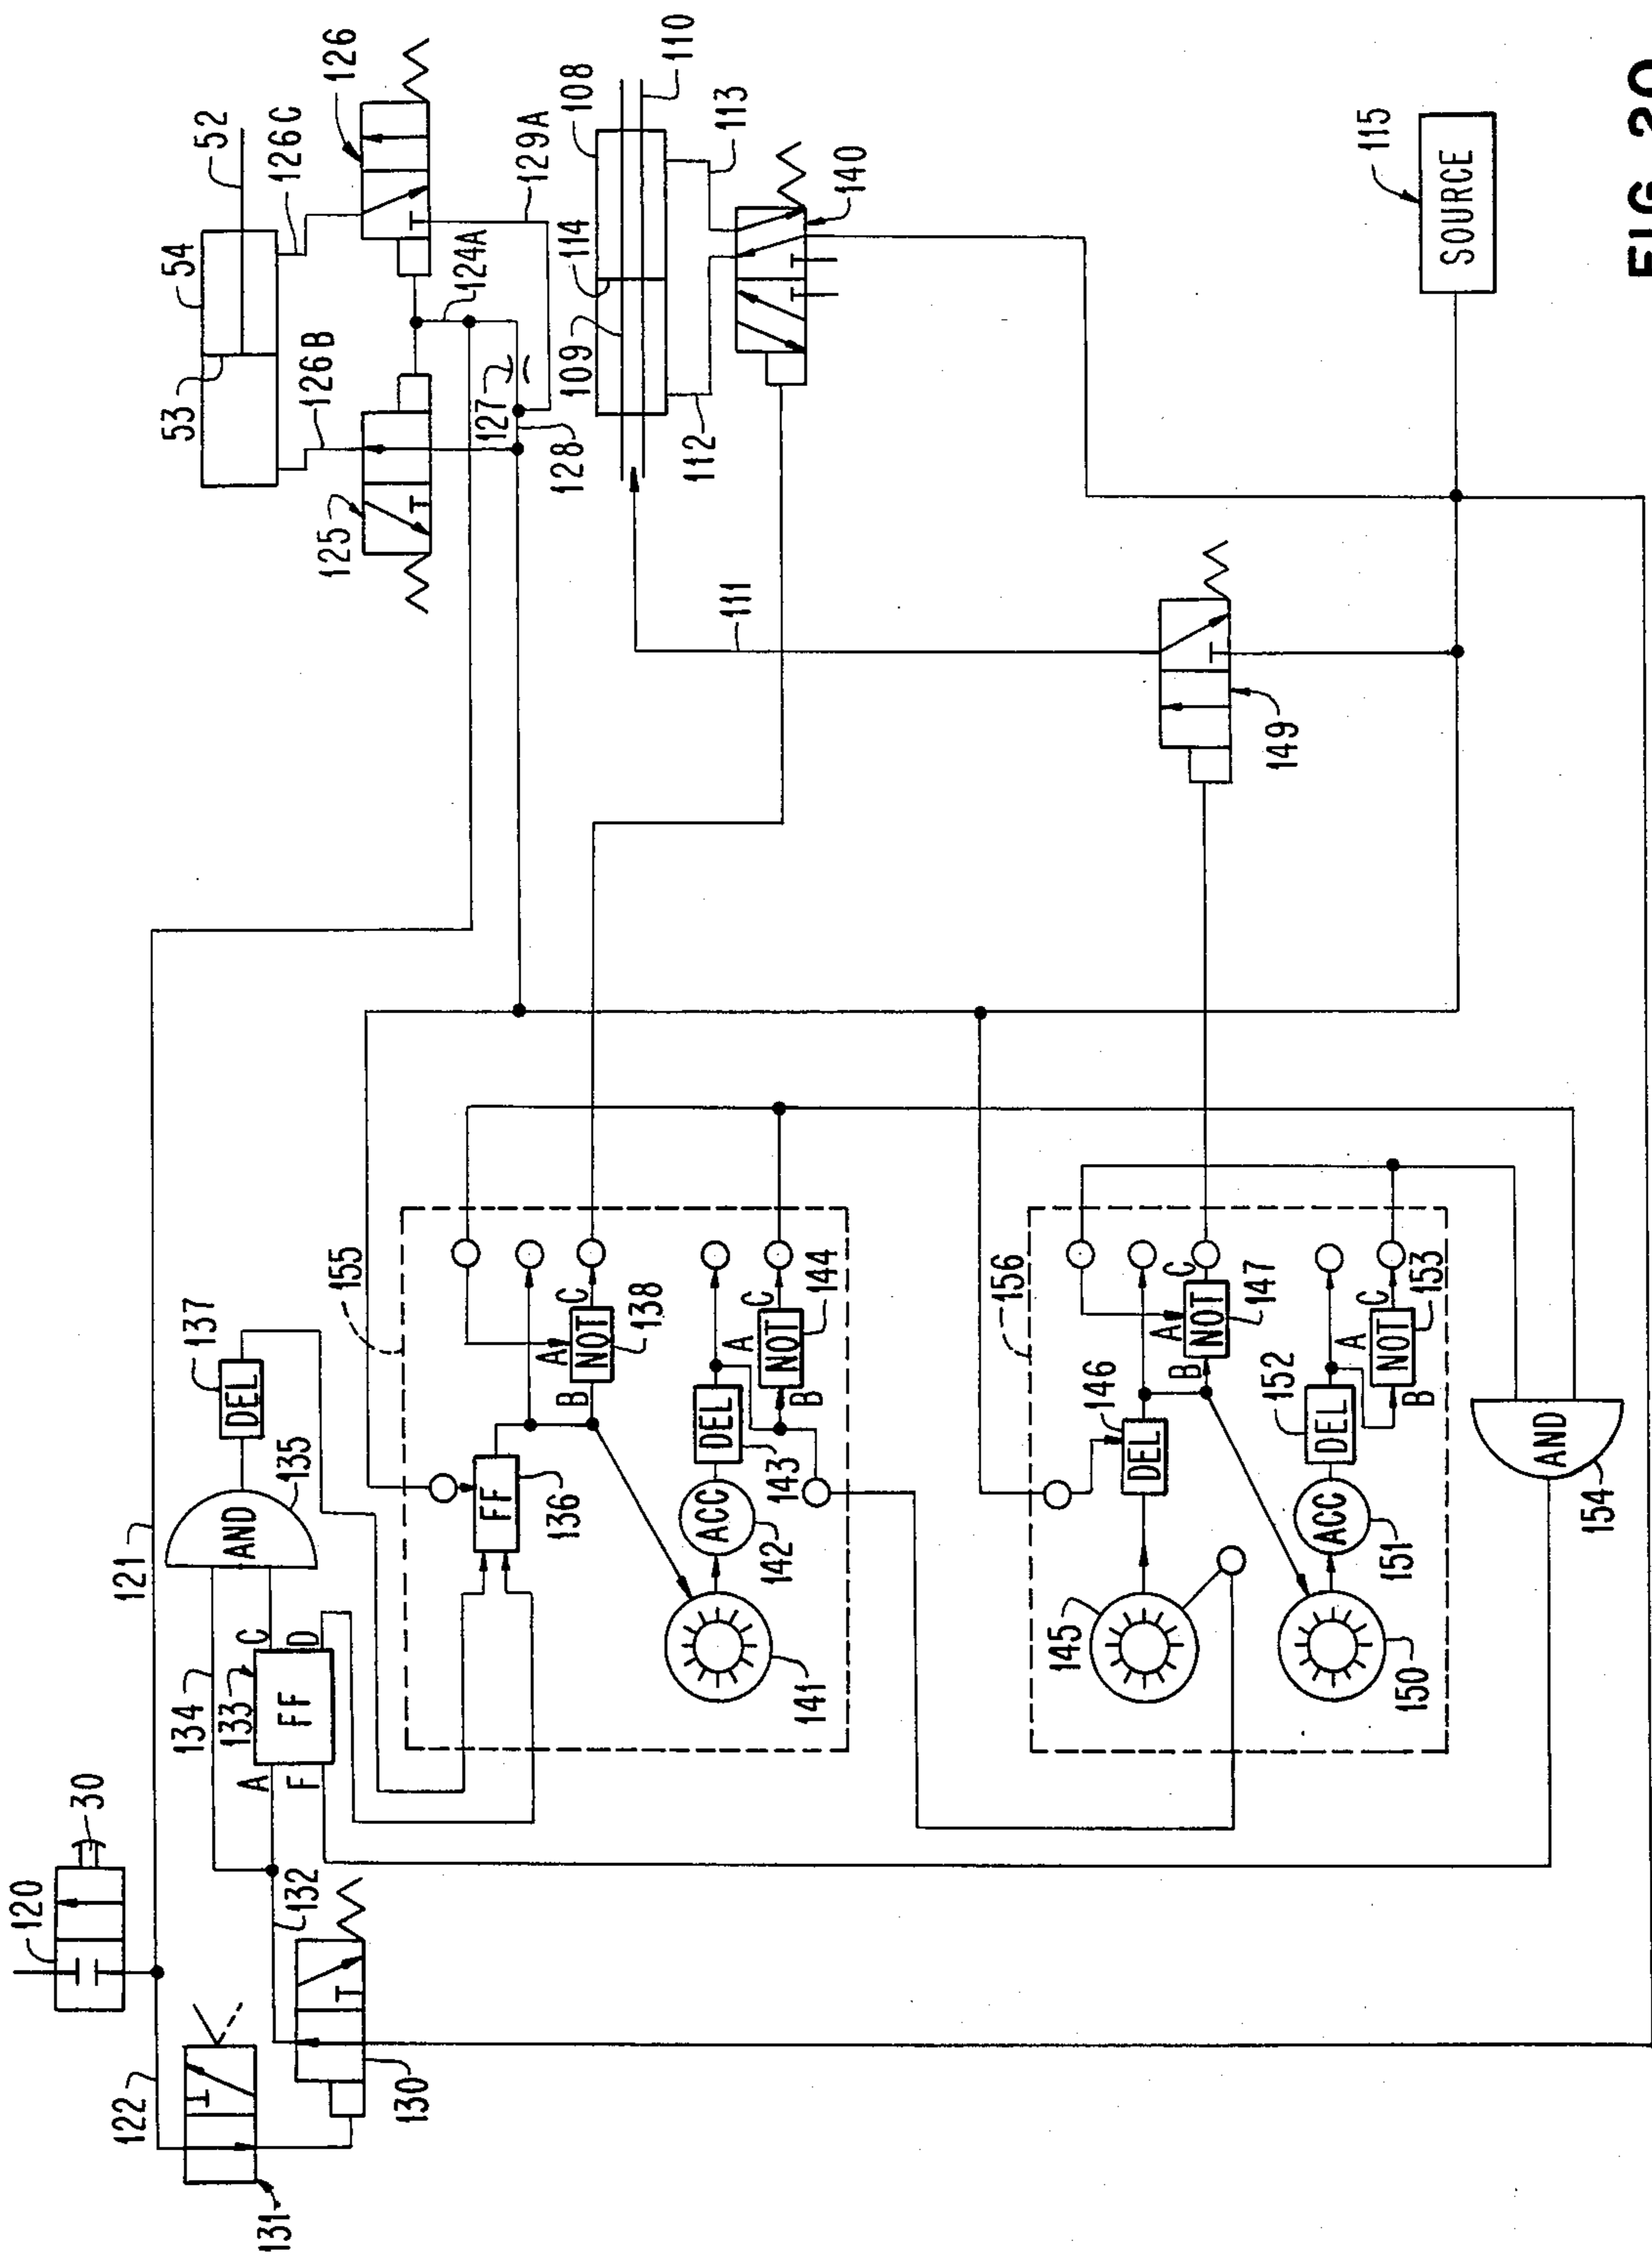 120
30
122
121
131
130
132
134
133
A
F
FF
C
D
AND
135
DEL
137
155
FF
136
A
B
NOT
C
138
141
ACC
142
DEL
143
A
B
NOT
C
144
156
145
DEL
146
A
B
NOT
C
147
150
ACC
151
DEL
152
A
B
NOT
C
153
AND
154
53
54
52
126B
126C
126
125
124A
127
128
129A
109
114
108
110
112
113
140
111
149
SOURCE
115
FIG. 20